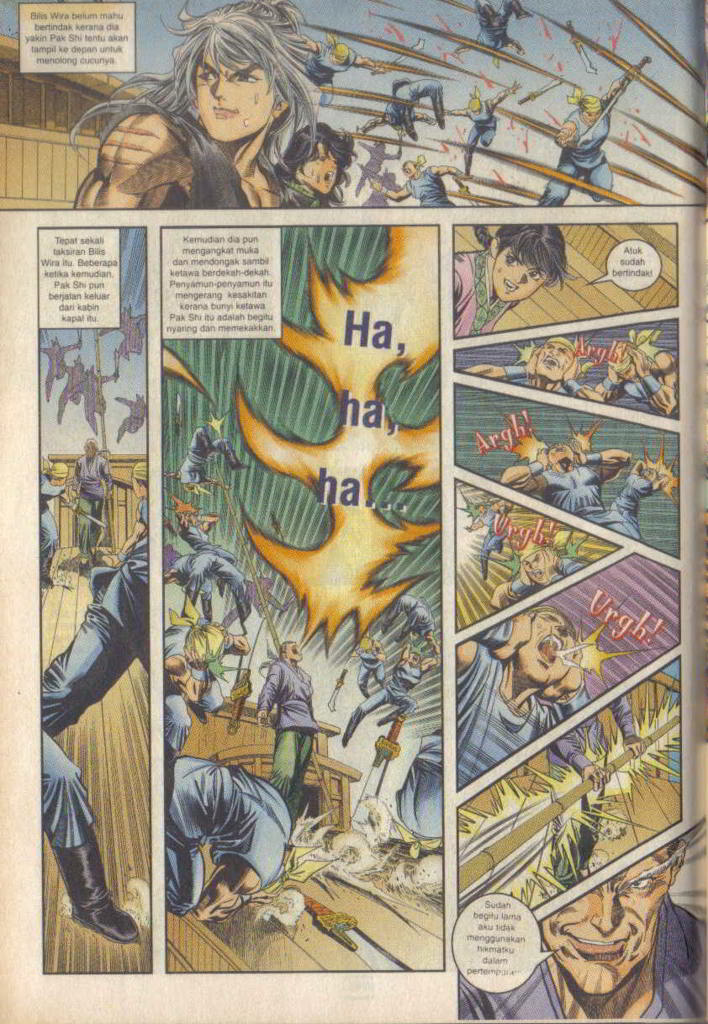 Bilis Wira belum mahu
bertindak kerana dia
yakin Pak Shi tentu akan
tampil ke depan untuk
menolong cucunya.
Tepat sekali
taksiran Bilis
Wira itu. Beberapa
ketika kemudian,
Pak Shi pun
berjalan keluar
dari kabin
kapal itu.
Kemudian dia pun
mengangkat muka
dan mendongak sambil
ketawa berdekah-dekah.
Penyamun-penyamun itu
mengerang kesakitan
kerana bunyi ketawa
Pak Shi itu adalah begitu
nyaring dan memekakkan.
Ha,
ha,
ha...
Atuk
sudah
bertindak!
Argh!
Argh!
Urgh!
Urgh!
Sudah
begitu lama
aku tidak
menggunakan
hikmatku
dalam